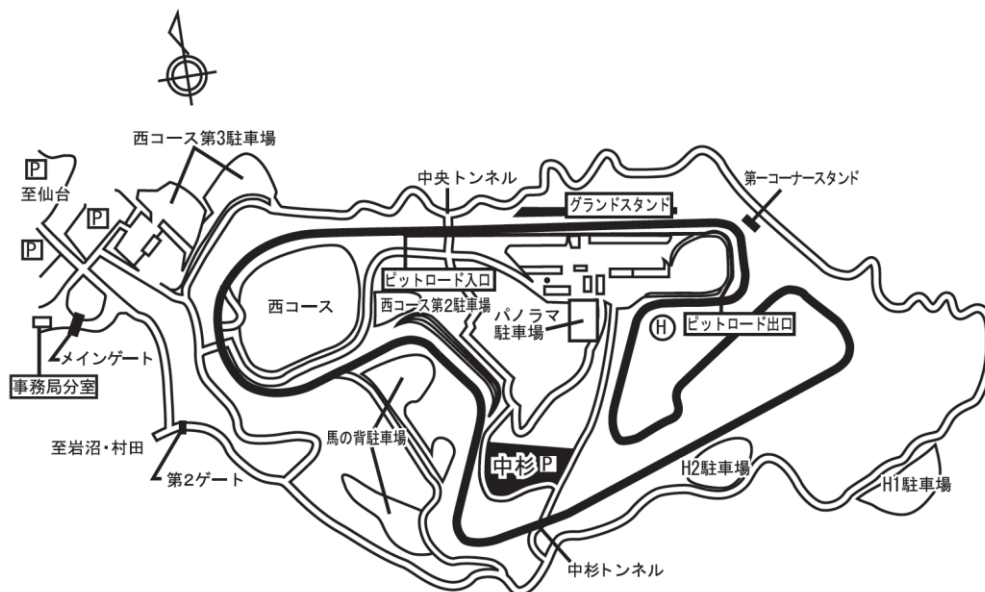 西コース第3駐車場
P
至仙台
P
P
中央トンネル
グランドスタンド
第一コーナースタンド
ピットロード入口
西コース
西コース第2駐車場
パノラマ
駐車場
H
ピットロード出口
メインゲート
事務局分室
至岩沼・村田
第2ゲート
馬の背駐車場
中杉 P
H2駐車場
H1駐車場
中杉トンネル